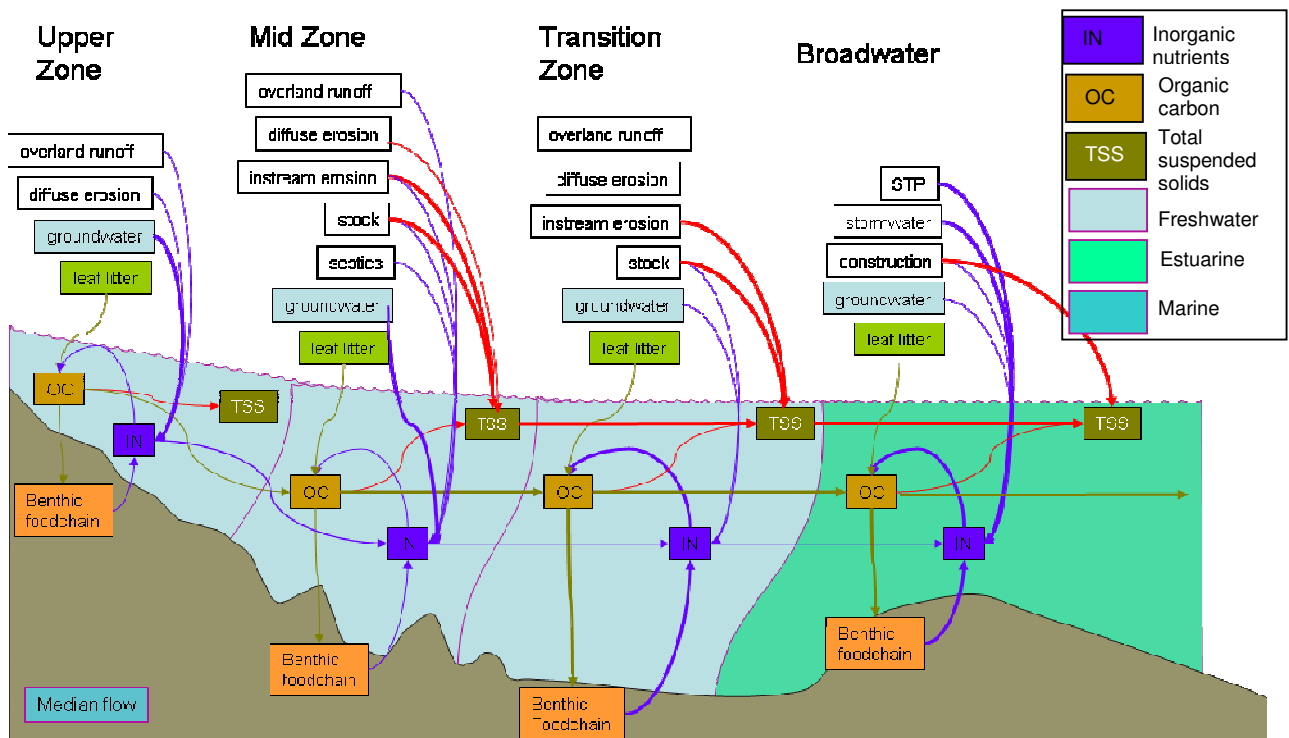 Upper
Zone
Mid Zone
Transition
Zone
Broadwater
IN
Inorganic
nutrients
OC
Organic
carbon
TSS
Total
suspended
solids
Freshwater
Estuarine
Marine
overland runoff
diffuse erosion
groundwater
leaf litter
overland runoff
diffuse erosion
instream erosion
stock
septics
groundwater
leaf litter
overland runoff
diffuse erosion
instream erosion
stock
groundwater
leaf litter
STP
stormwater
construction
groundwater
leaf litter
OC
TSS
IN
Benthic
foodchain
TSS
OC
IN
Benthic
foodchain
TSS
OC
IN
Benthic
Foodchain
TSS
OC
IN
Benthic
foodchain
Median flow